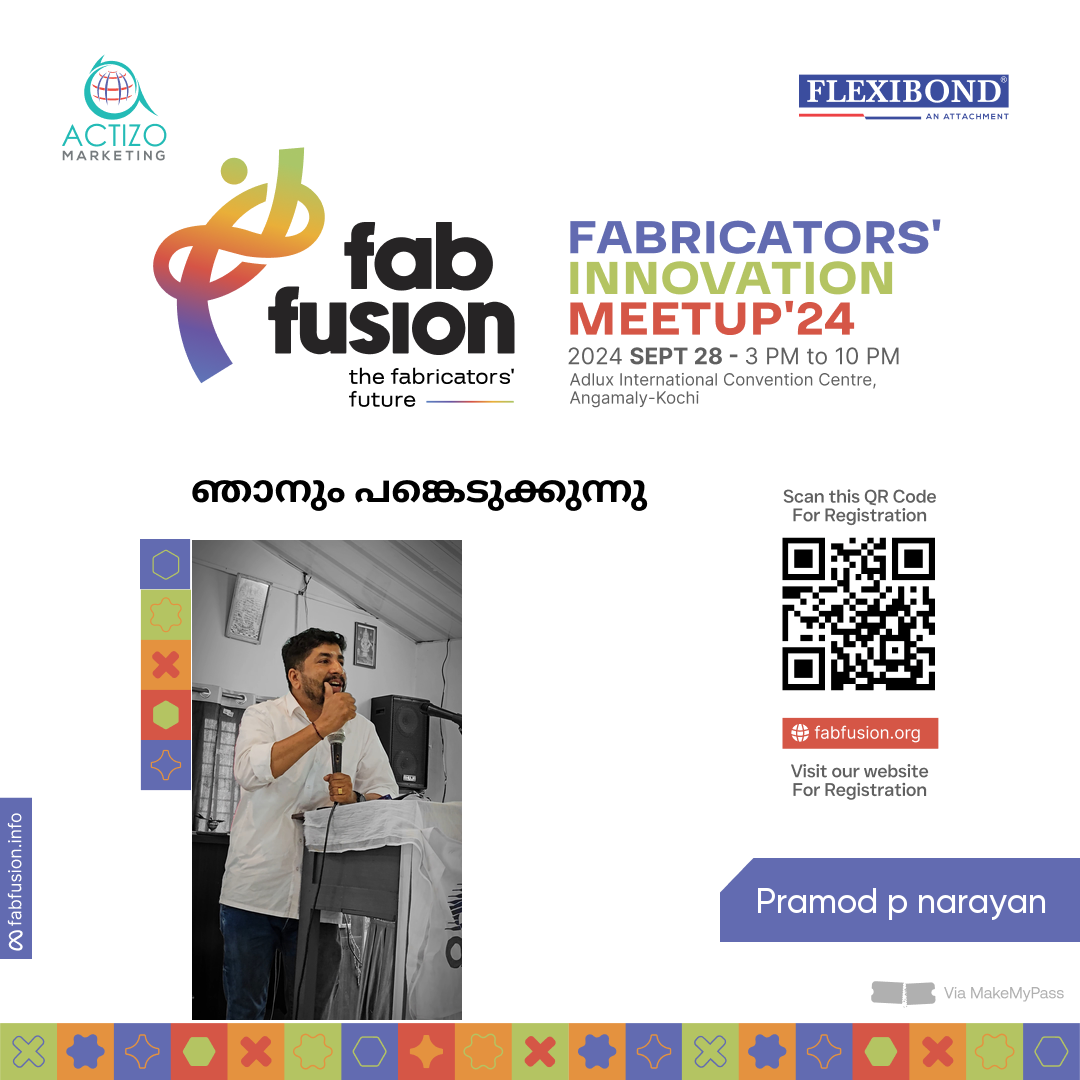 ACTIZO
MARKETING
FLEXIBOND®
AN ATTACHMENT
fab
fusion
the fabricators'
future
FABRICATORS'
INNOVATION
MEETUP'24
2024 SEPT 28 - 3 PM to 10 PM
Adlux International Convention Centre,
Angamaly-Kochi
ഞാനും പങ്കെടുക്കുന്നു
Scan this QR Code
For Registration
fabfusion.org
Visit our website
For Registration
fabfusion.info
Pramod p narayan
Via MakeMyPass